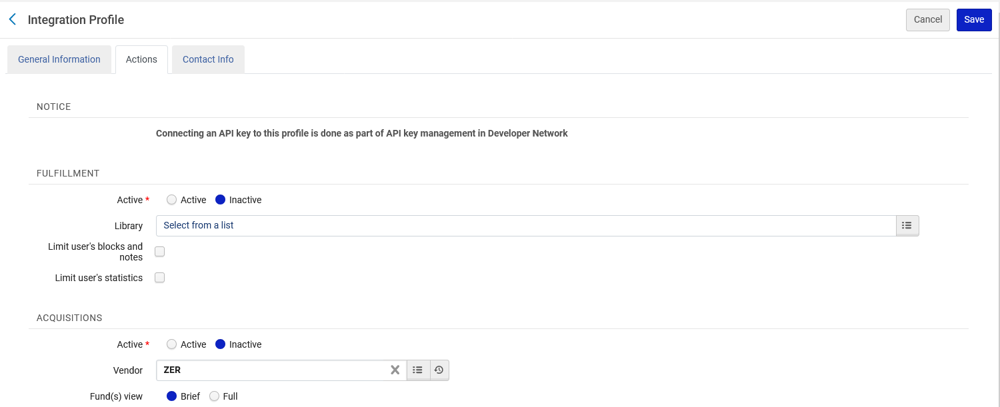 Integration Profile
Cancel
Save
General Information
Actions
Contact Info
NOTICE
Connecting an API key to this profile is done as part of API key management in Developer Network
FULFILLMENT
Active *
Active
Inactive
Library
Select from a list
Limit user's blocks and
notes
Limit user's statistics
ACQUISITIONS
Active *
Active
Inactive
Vendor
ZER
Fund(s) view
Brief
Full